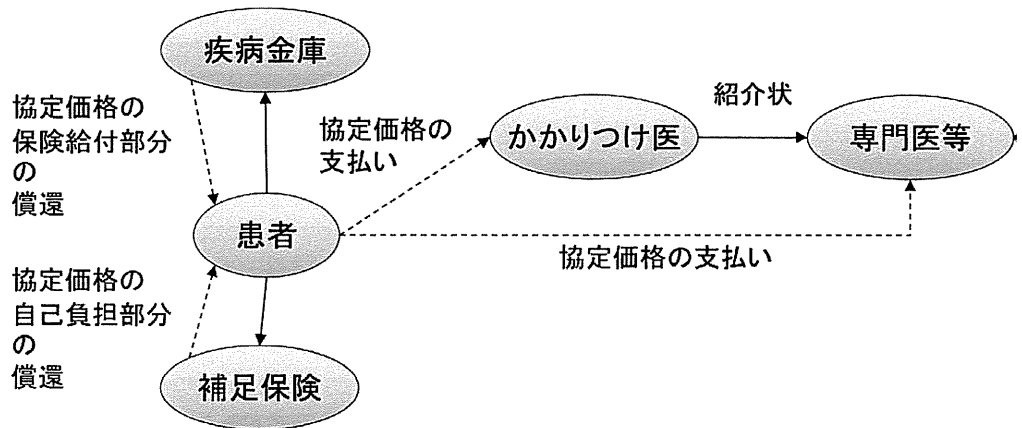 疾病金庫
協定価格の
保険給付部分
の
償還
協定価格の
支払い
かかりつけ医
紹介状
専門医等
患者
協定価格の支払い
協定価格の
自己負担部分
の
償還
補足保険